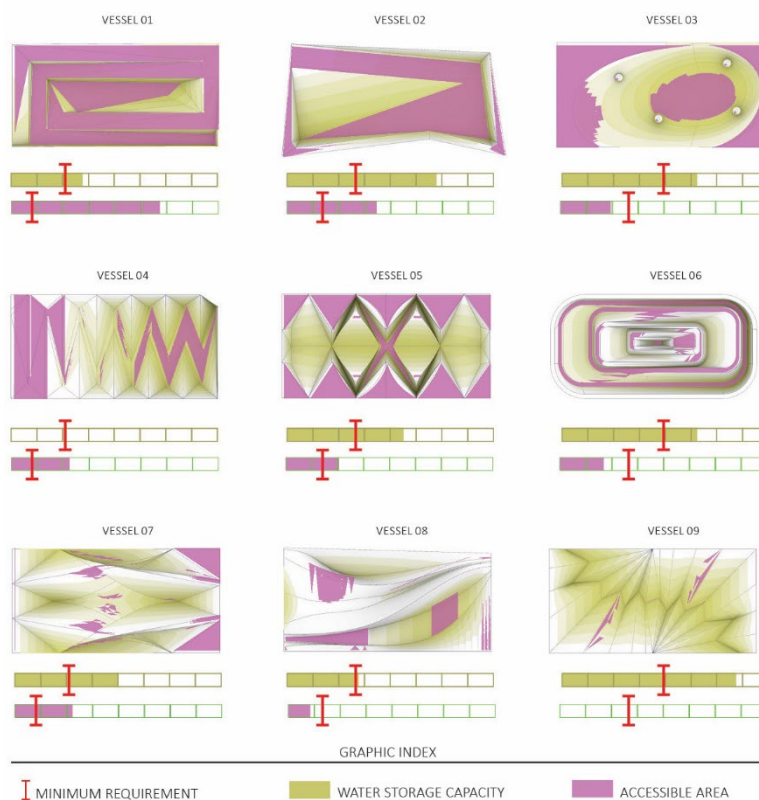 VESSEL 01
VESSEL 02
VESSEL 03
VESSEL 04
VESSEL 05
VESSEL 06
VESSEL 07
VESSEL 08
VESSEL 09
GRAPHIC INDEX
MINIMUM REQUIREMENT
WATER STORAGE CAPACITY
ACCESSIBLE AREA